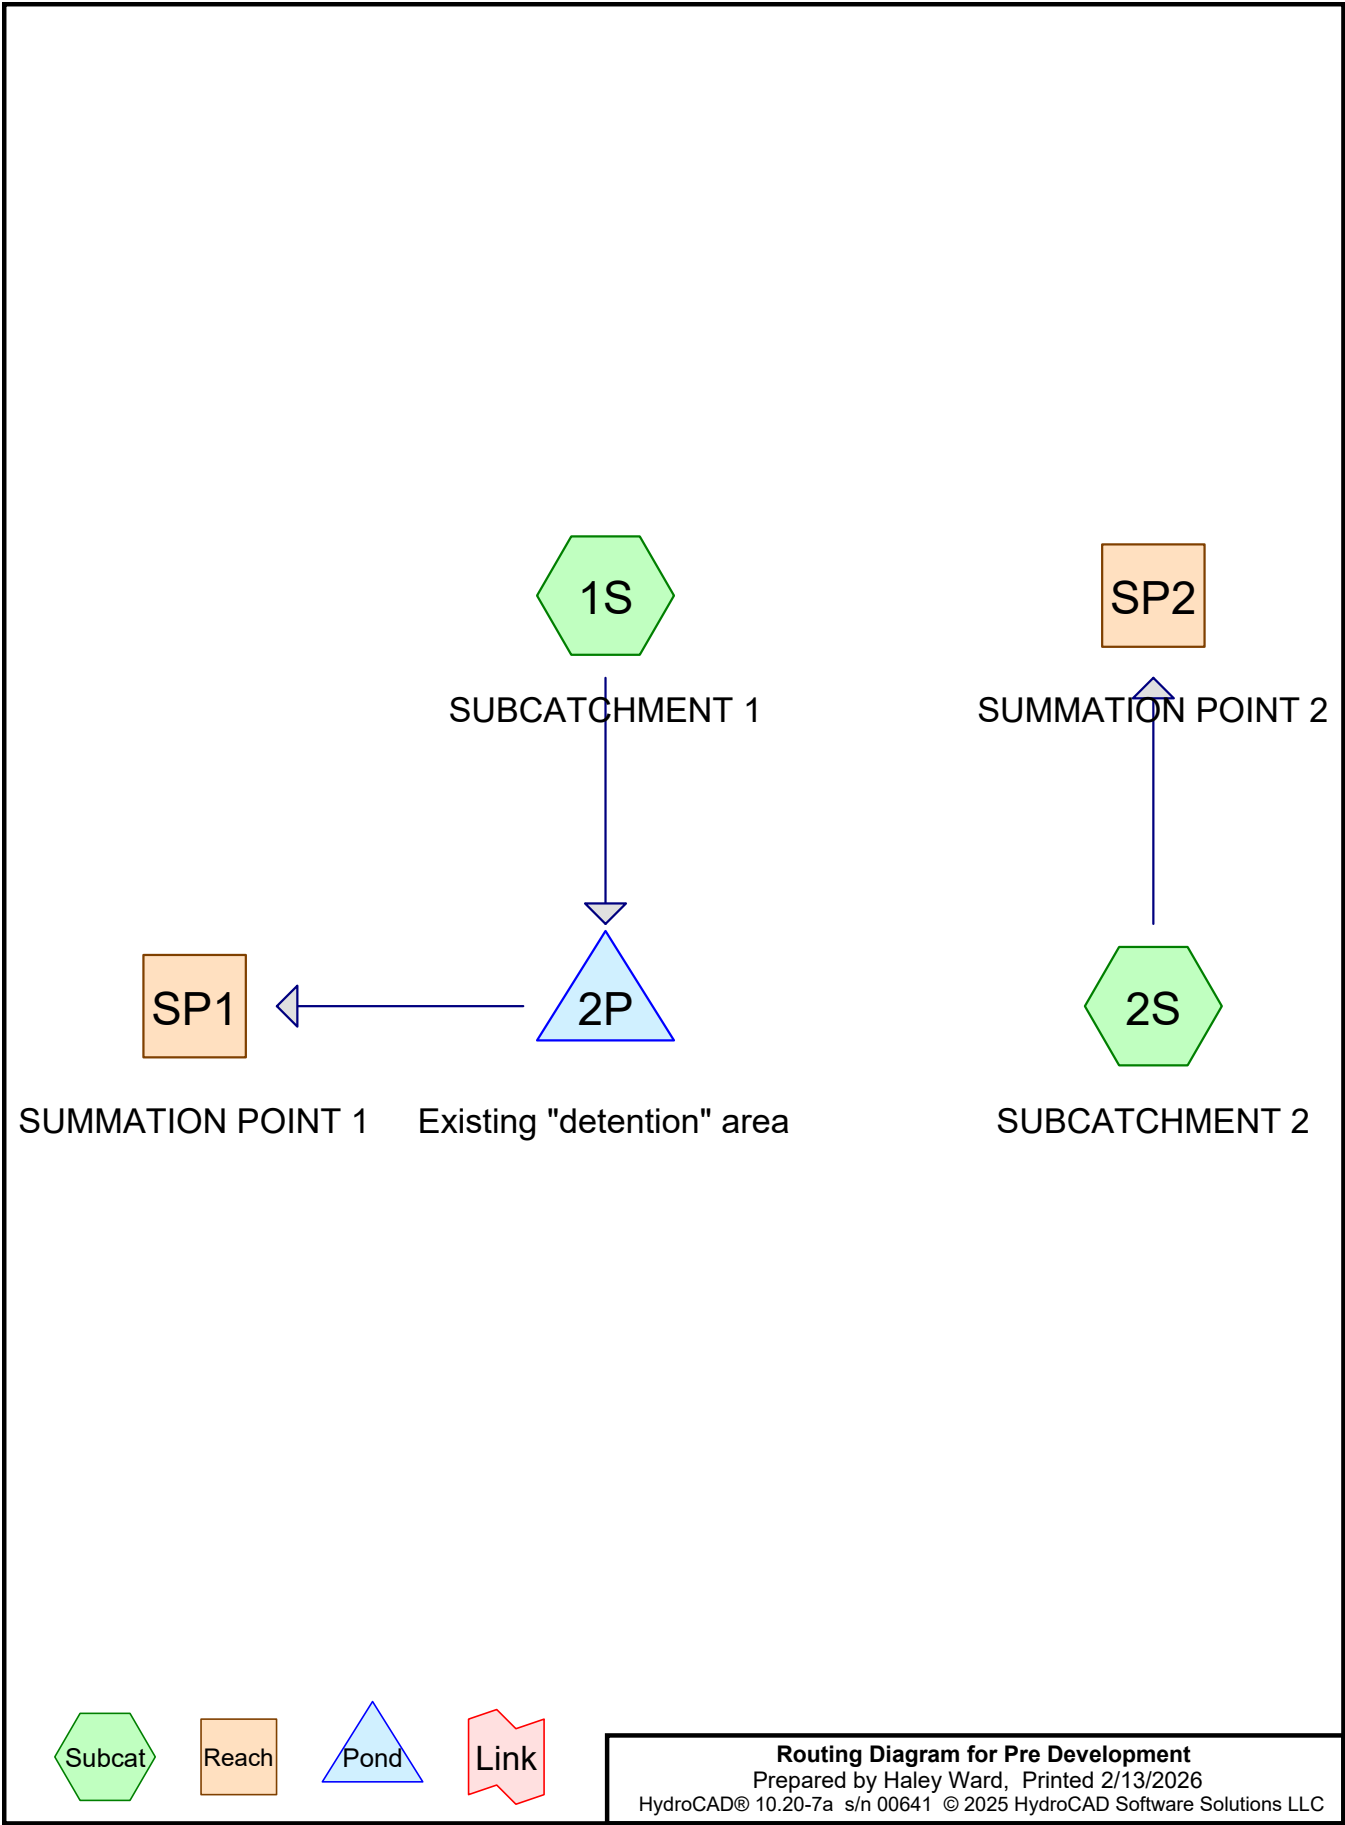 1S
SP2
SUBCATCHMENT 1
SUMMATION POINT 2
SP1
2P
2S
SUMMATION POINT 1
Existing "detention" area
SUBCATCHMENT 2
Subcat
Reach
Pond
Link
Routing Diagram for Pre Development
Prepared by Haley Ward, Printed 2/13/2026
HydroCAD® 10.20-7a s/n 00641 © 2025 HydroCAD Software Solutions LLC